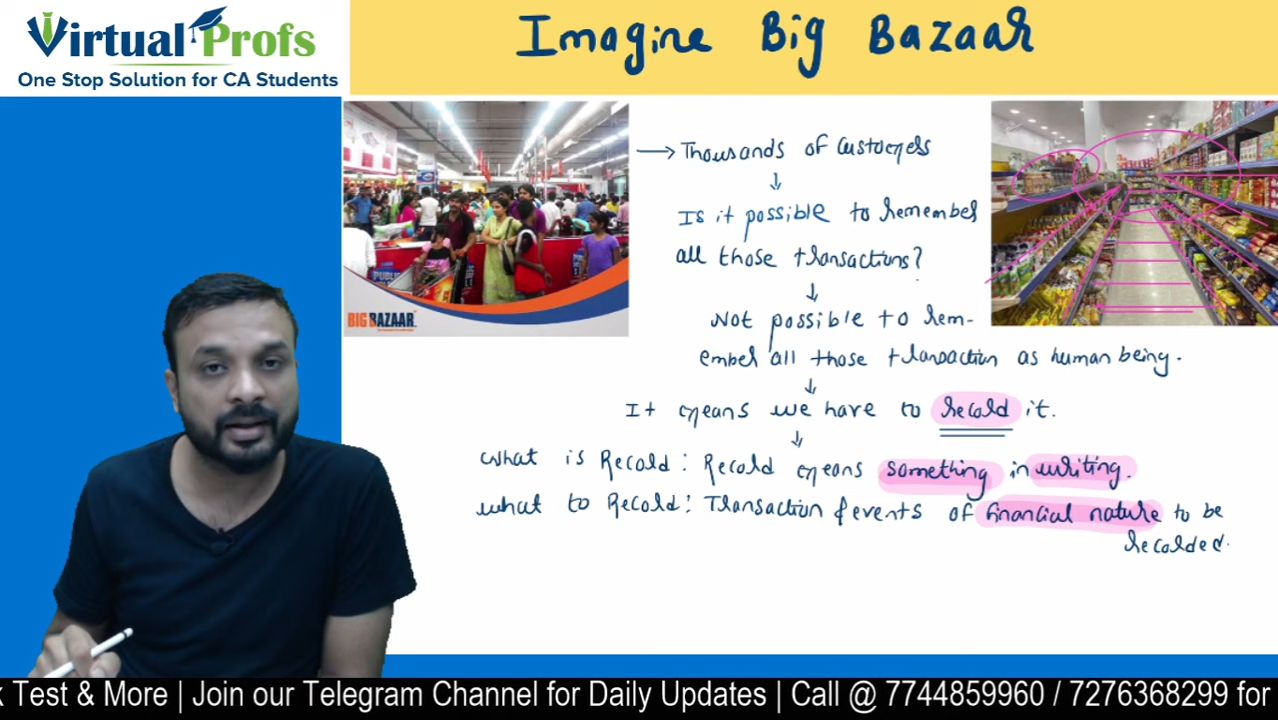 Virtual Profs
One Stop Solution for CA Students
Imagine Big Bazaar
→ Thousands of customers
Is it possible to remember
all those transactions?
Not possible to rem-
ember all those transaction as human being.
It means we have to record it.
What is Record: Record means something in writing.
what to Record: Transaction & events of financial nature to be
recorded.
BIG BAZAAR
k Test & More | Join our Telegram Channel for Daily Updates | Call @ 7744859960 / 7276368299 for